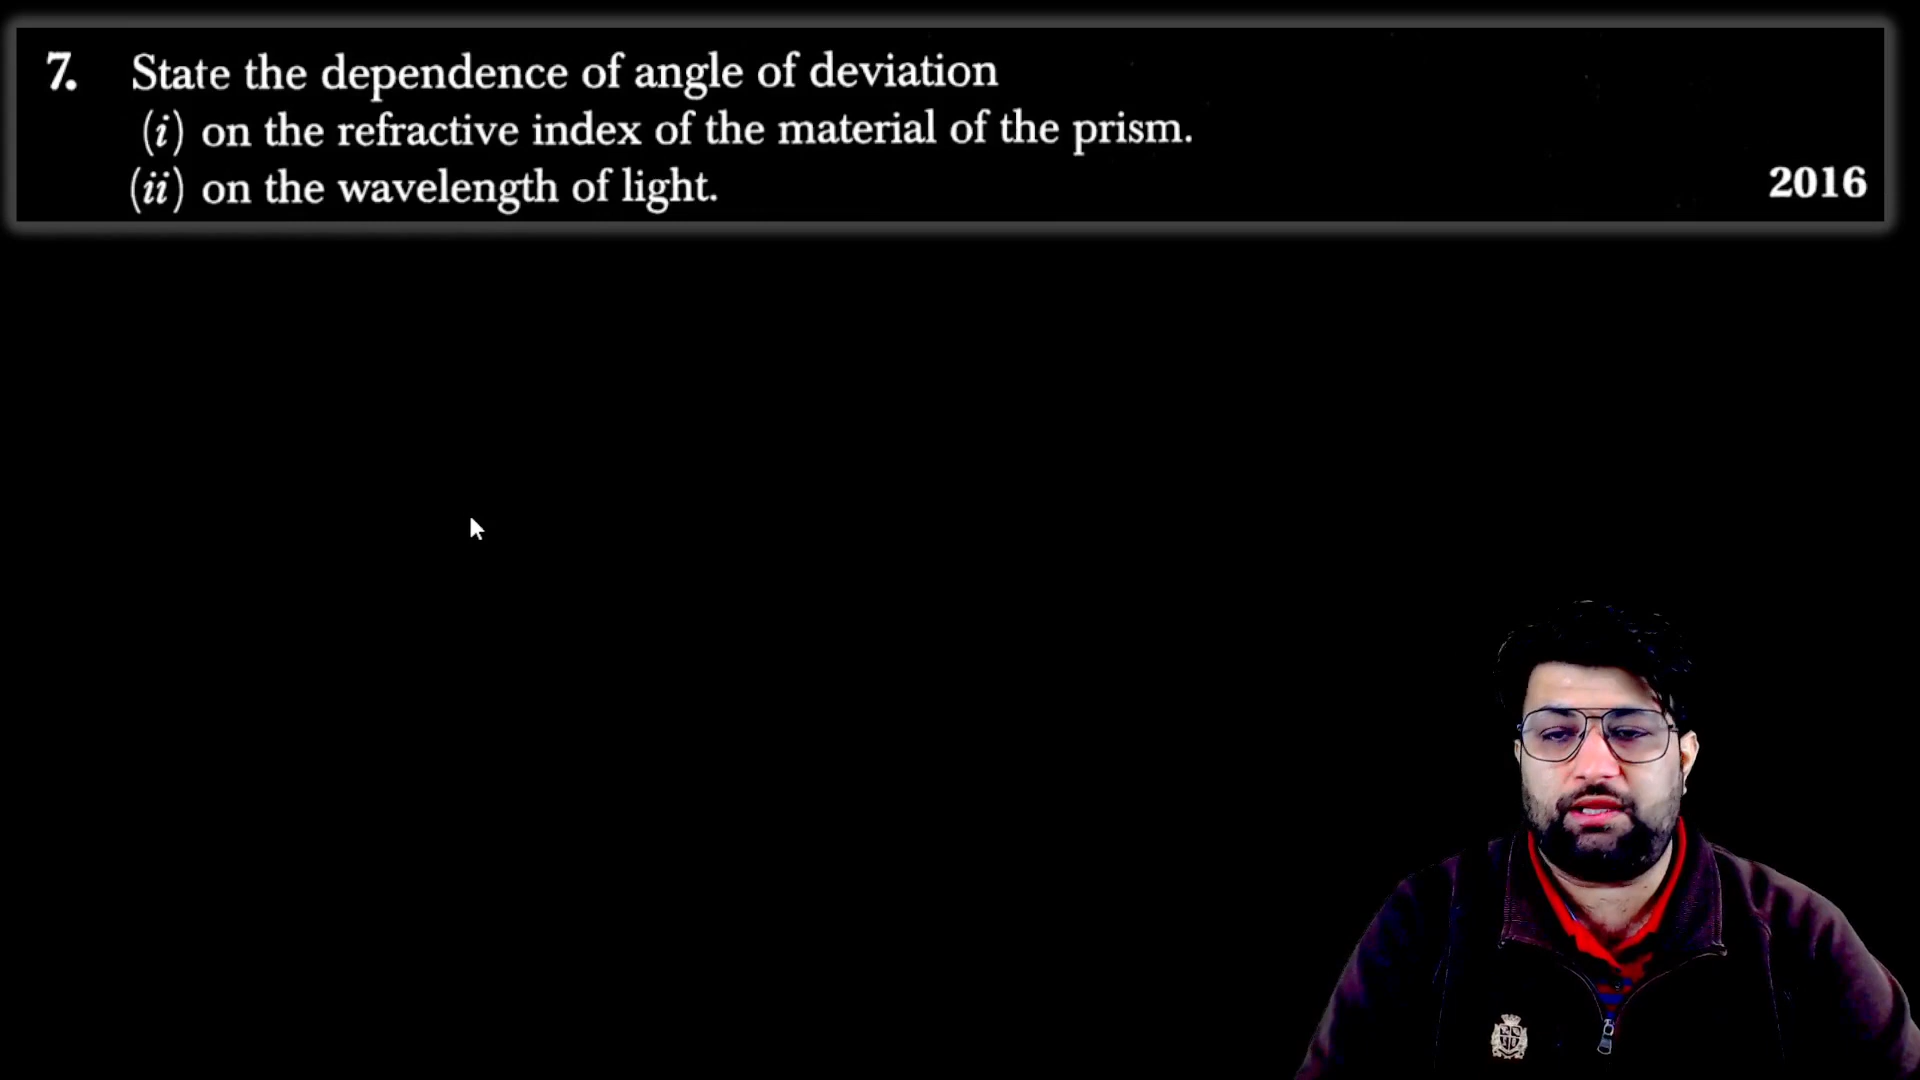 7. State the dependence of angle of deviation
(i) on the refractive index of the material of the prism.
(ii) on the wavelength of light.
2016